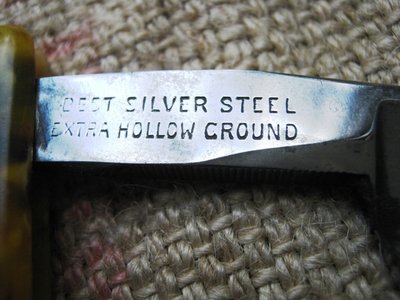 BEST SILVER STEEL
EXTRA HOLLOW GROUND